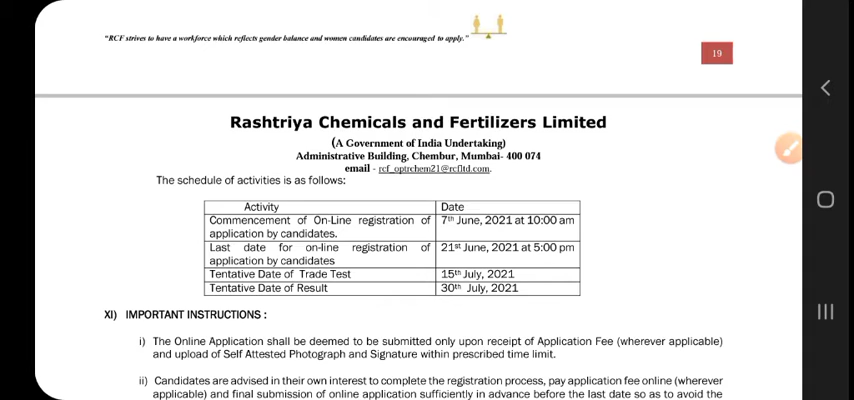 "RCF strives to have a workforce which reflects gender balance and women candidates are encouraged to apply."
19
Rashtriya Chemicals and Fertilizers Limited
(A Government of India Undertaking)
Administrative Building, Chembur, Mumbai- 400 074
email - rcf_optrchem21@rcfltd.com.
The schedule of activities is as follows:
Activity Date
Commencement of On-Line registration of 7th June, 2021 at 10:00 am
application by candidates.
Last date for on-line registration of 21st June, 2021 at 5:00 pm
application by candidates
Tentative Date of Trade Test 15th July, 2021
Tentative Date of Result 30th July, 2021
XI) IMPORTANT INSTRUCTIONS :
i) The Online Application shall be deemed to be submitted only upon receipt of Application Fee (wherever applicable)
and upload of Self Attested Photograph and Signature within prescribed time limit.
ii) Candidates are advised in their own interest to complete the registration process, pay application fee online (wherever
applicable) and final submission of online application sufficiently in advance before the last date so as to avoid the